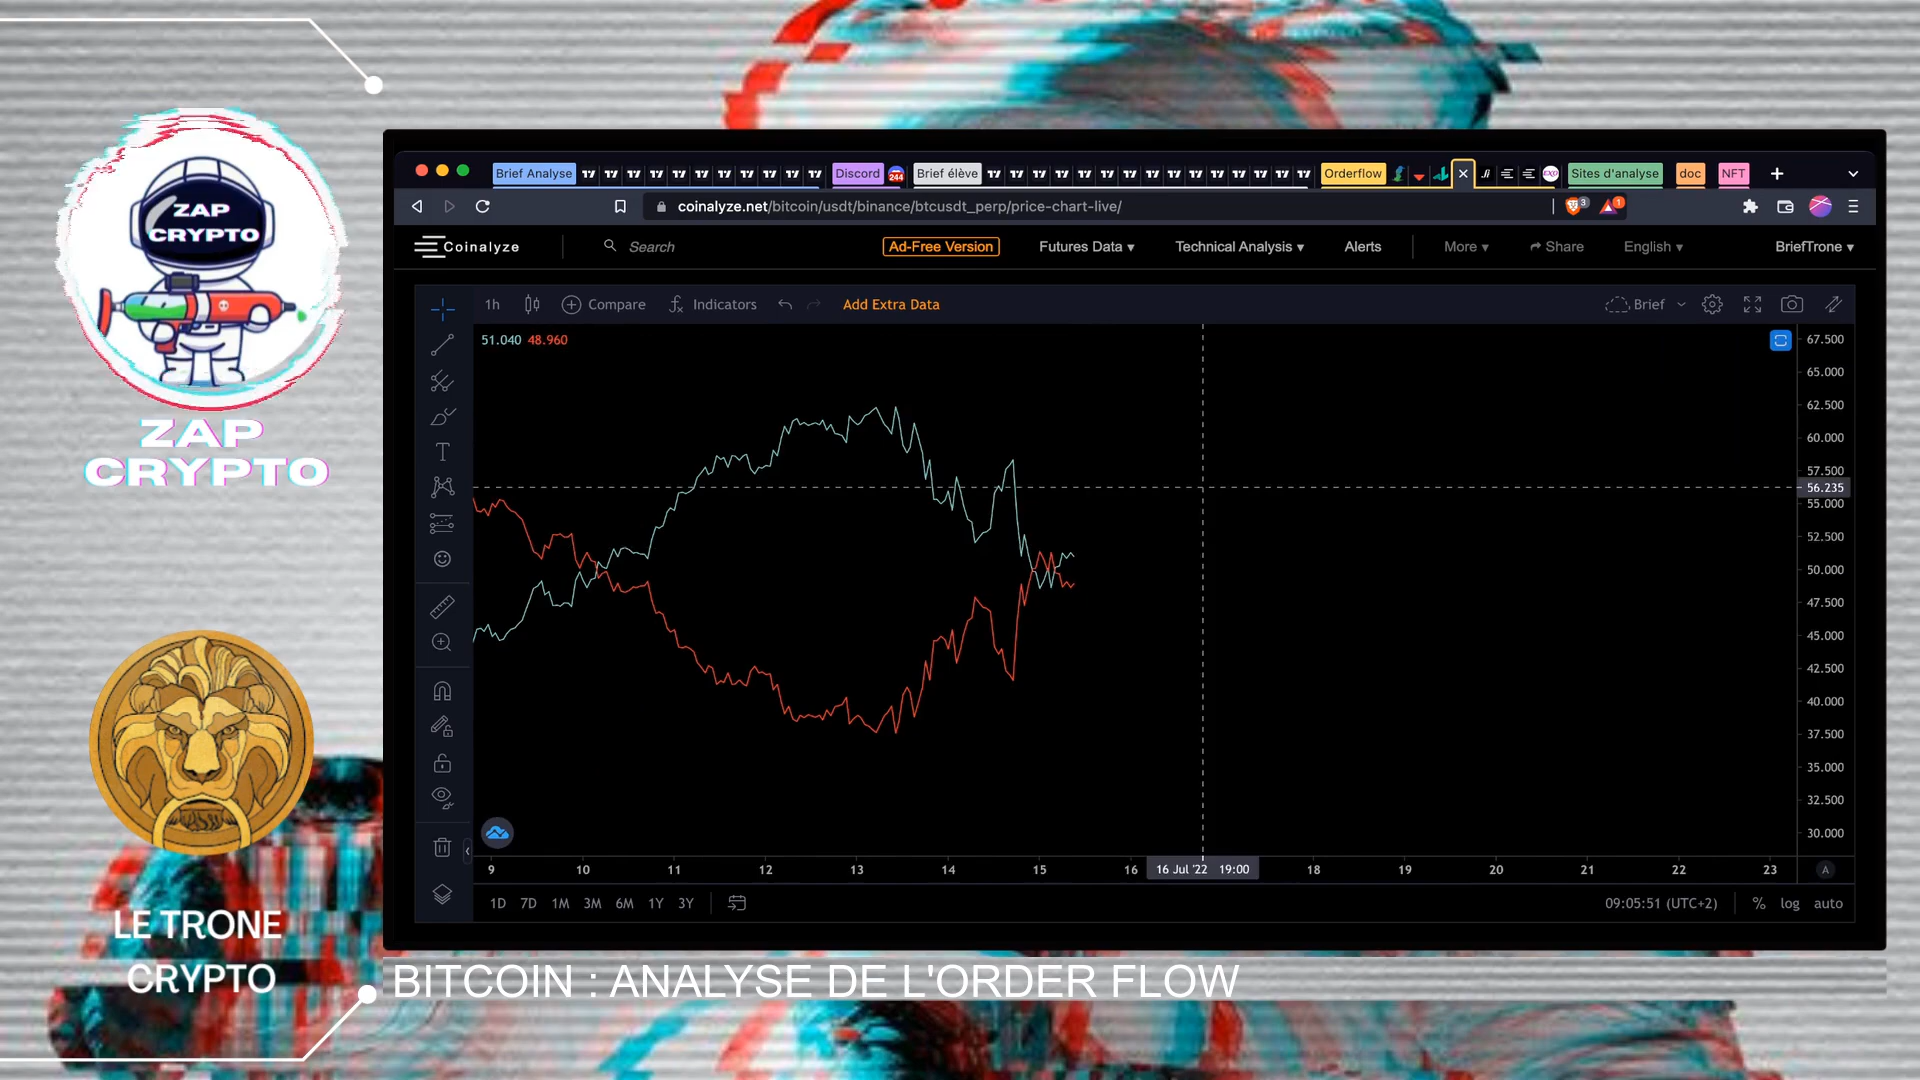 ZAP
CRYPTO
ZAP
CRYPTO
LE TRONE
CRYPTO
Brief Analyse
Discord
244
Brief élève
Orderflow
Sites d'analyse
doc
NFT
coinalyze.net/bitcoin/usdt/binance/btcusdt_perp/price-chart-live/
3
1
Coinalyze
Search
Ad-Free Version
Futures Data
Technical Analysis
Alerts
More
Share
English
BriefTrone
1h
Compare
Indicators
Add Extra Data
Brief
51.040 48.960
67.500
65.000
62.500
60.000
57.500
56.235
55.000
52.500
50.000
47.500
45.000
42.500
40.000
37.500
35.000
32.500
30.000
9 10 11 12 13 14 15 16 16 Jul '22 19:00 18 19 20 21 22 23 A
1D 7D 1M 3M 6M 1Y 3Y
09:05:51 (UTC+2) % log auto
BITCOIN : ANALYSE DE L'ORDER FLOW